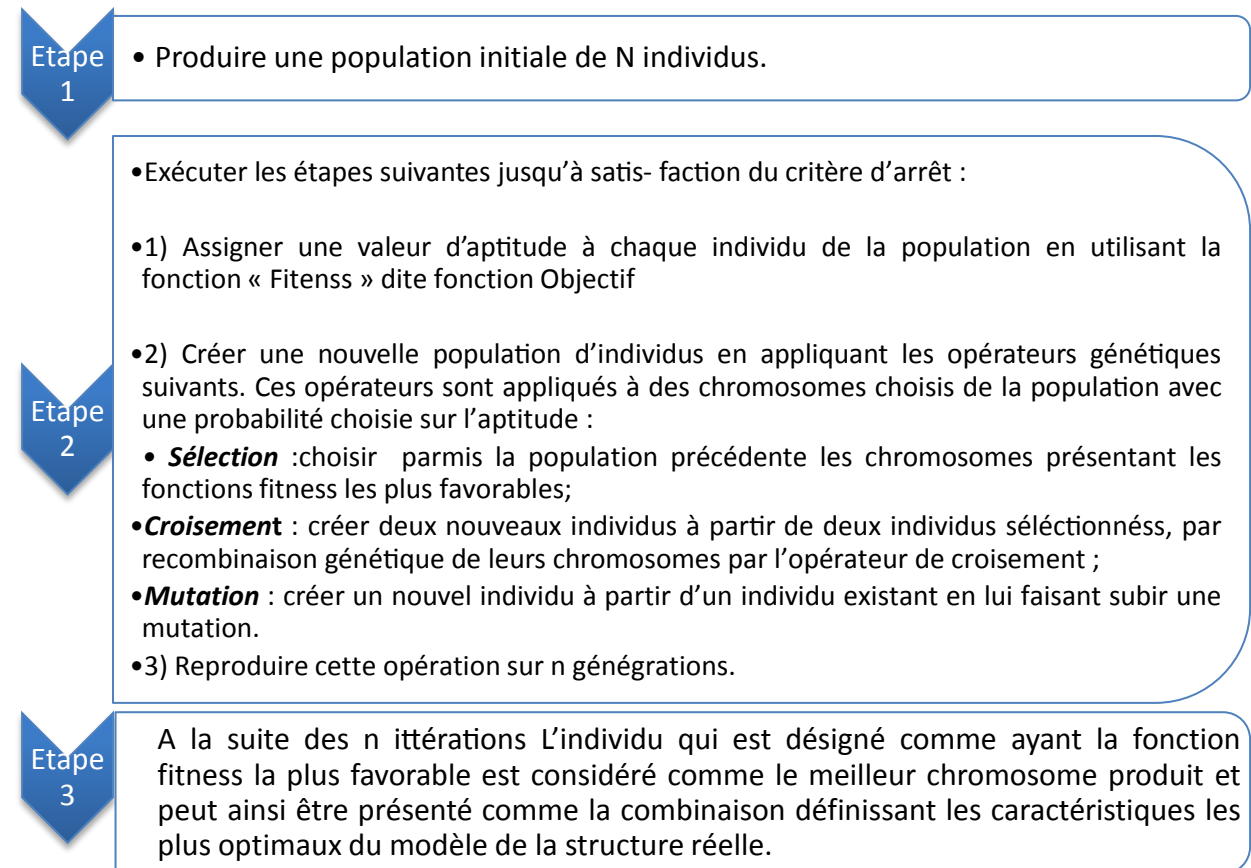 Etape
1
• Produire une population initiale de N individus.
•Exécuter les étapes suivantes jusqu’à satis- faction du critère d’arrêt :
•1) Assigner une valeur d’aptitude à chaque individu de la population en utilisant la
fonction « Fitenss » dite fonction Objectif
Etape
2
•2) Créer une nouvelle population d’individus en appliquant les opérateurs génétiques
suivants. Ces opérateurs sont appliqués à des chromosomes choisis de la population avec
une probabilité choisie sur l’aptitude :
• Sélection :choisir parmis la population précédente les chromosomes présentant les
fonctions fitness les plus favorables;
•Croisement : créer deux nouveaux individus à partir de deux individus séléctionnéss, par
recombinaison génétique de leurs chromosomes par l’opérateur de croisement ;
•Mutation : créer un nouvel individu à partir d’un individu existant en lui faisant subir une
mutation.
•3) Reproduire cette opération sur n génégrations.
Etape
3
A la suite des n ittérations L’individu qui est désigné comme ayant la fonction
fitness la plus favorable est considéré comme le meilleur chromosome produit et
peut ainsi être présenté comme la combinaison définissant les caractéristiques les
plus optimaux du modèle de la structure réelle.